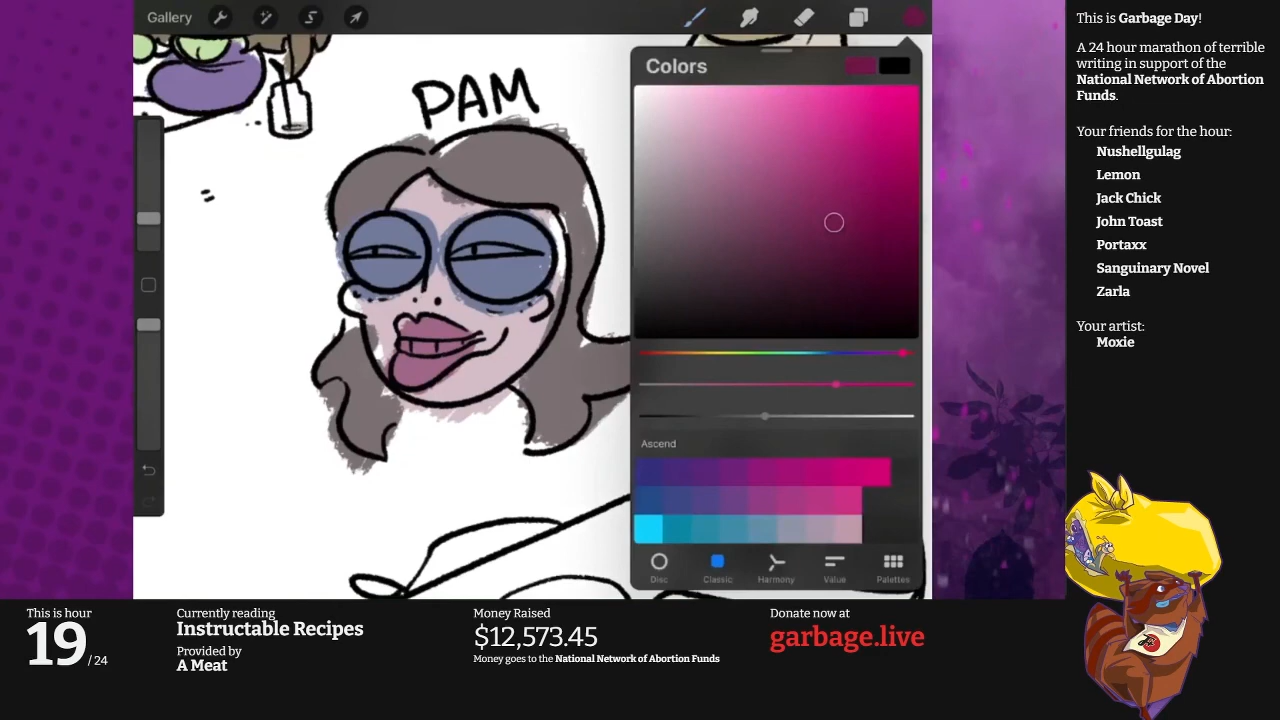 Gallery
PAM
Colors
Ascend
Disc
Classic
Harmony
Value
Palettes
This is Garbage Day!
A 24 hour marathon of terrible
writing in support of the
National Network of Abortion
Funds.
Your friends for the hour:
Nushellgulag
Lemon
Jack Chick
John Toast
Portaxx
Sanguinary Novel
Zarla
Your artist:
Moxie
This is hour
19 / 24
Currently reading
Instructable Recipes
Provided by
A Meat
Money Raised
$12,573.45
Money goes to the National Network of Abortion Funds
Donate now at
garbage.live